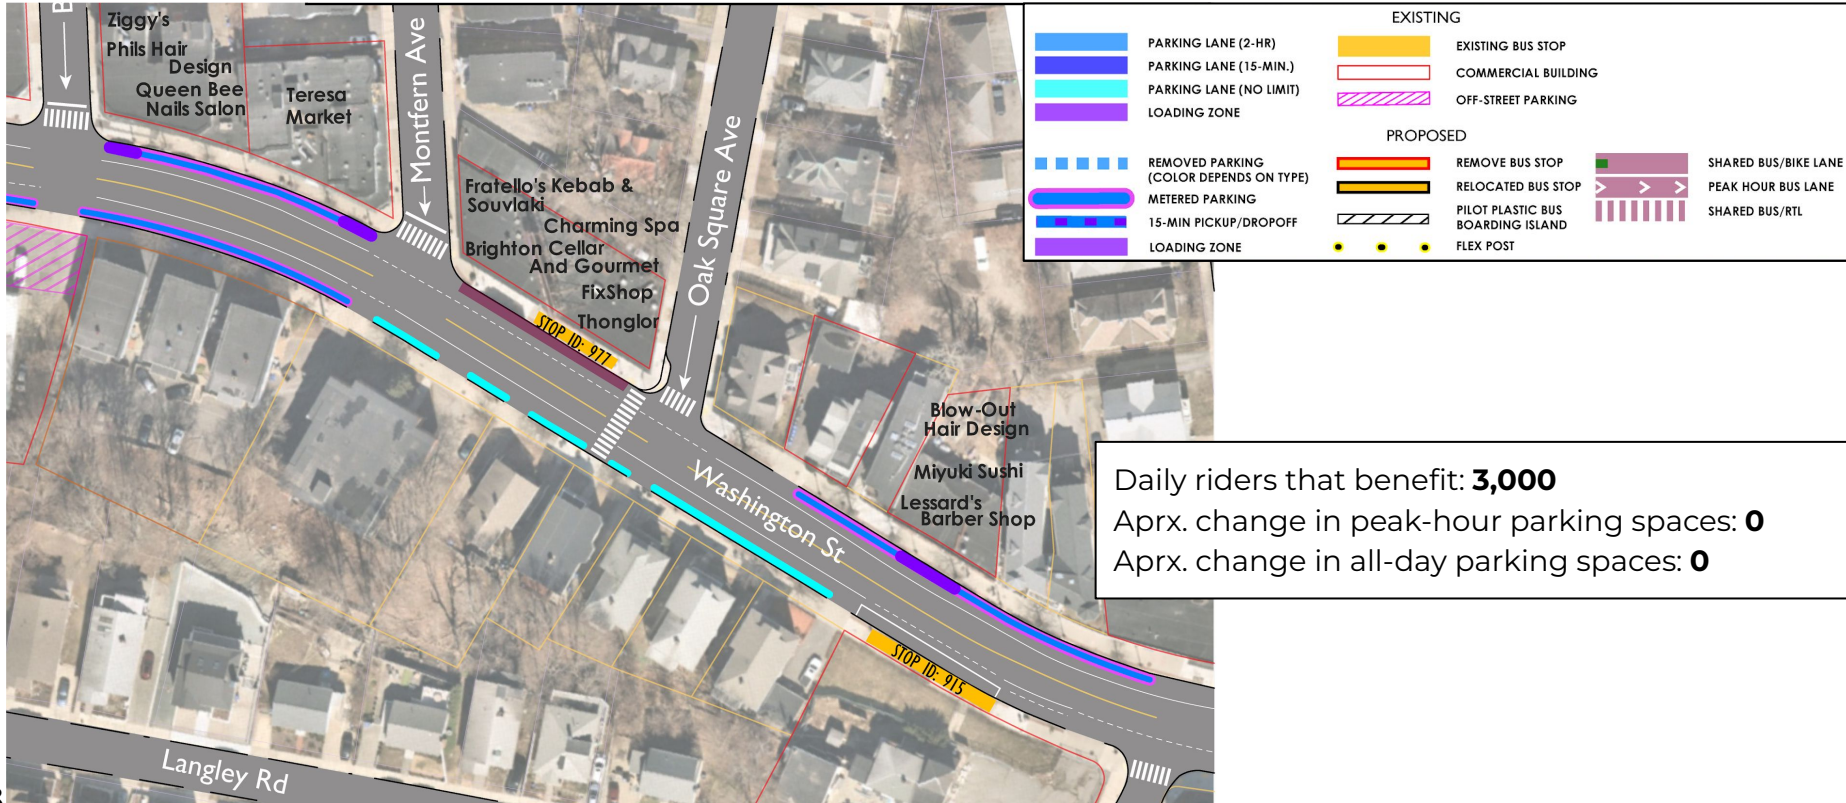 B
Ziggy's
Phils Hair
Design
Queen Bee
Nails Salon
Teresa
Market
Montfern Ave
Fratello's Kebab &
Souvlaki
Charming Spa
Brighton Cellar
And Gourmet
FixShop
Thonglor
STOP ID: 977
Oak Square Ave
Blow-Out
Hair Design
Miyuki Sushi
Lessard's
Barber Shop
Washington St
STOP ID: 915
Langley Rd
EXISTING
PARKING LANE (2-HR)
PARKING LANE (15-MIN.)
PARKING LANE (NO LIMIT)
LOADING ZONE
EXISTING BUS STOP
COMMERCIAL BUILDING
OFF-STREET PARKING
PROPOSED
REMOVED PARKING
(COLOR DEPENDS ON TYPE)
METERED PARKING
15-MIN PICKUP/DROPOFF
LOADING ZONE
REMOVE BUS STOP
RELOCATED BUS STOP
PILOT PLASTIC BUS
BOARDING ISLAND
FLEX POST
SHARED BUS/BIKE LANE
PEAK HOUR BUS LANE
SHARED BUS/RTL
Daily riders that benefit: 3,000
Aprx. change in peak-hour parking spaces: 0
Aprx. change in all-day parking spaces: 0